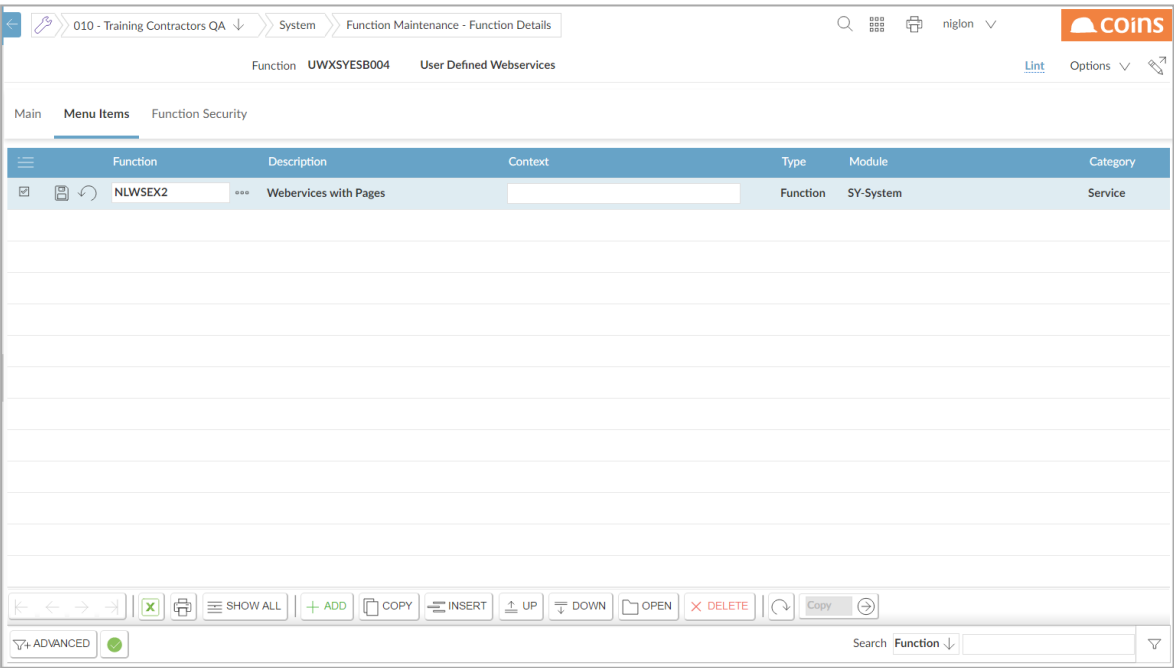 010 - Training Contractors QA System Function Maintenance - Function Details niglon coins
Function UWXSYESB004 User Defined Webservices Lint Options
Main Menu Items Function Security
Function Description Context Type Module Category
NLWSEX2 Webervices with Pages Function SY-System Service
X SHOW ALL + ADD COPY INSERT UP DOWN OPEN DELETE Copy
+ ADVANCED Search Function